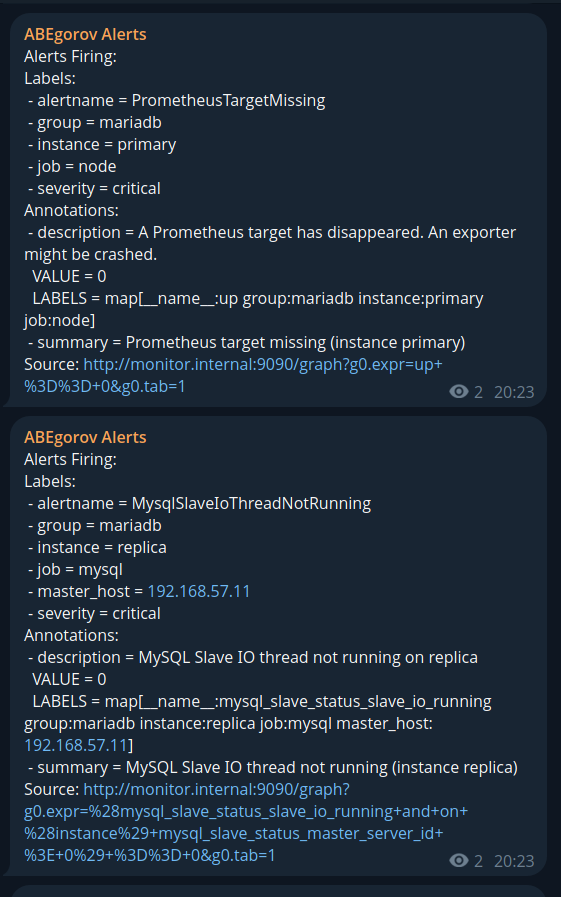 ABEgorov Alerts
Alerts Firing:
Labels:
- alertname = PrometheusTargetMissing
- group = mariadb
- instance = primary
- job = node
- severity = critical
Annotations:
- description = A Prometheus target has disappeared. An exporter
might be crashed.
VALUE = 0
LABELS = map[__name__:up group:mariadb instance:primary
job:node]
- summary = Prometheus target missing (instance primary)
Source: http://monitor.internal:9090/graph?g0.expr=up+
%3D%3D+0&g0.tab=1
2 20:23
ABEgorov Alerts
Alerts Firing:
Labels:
- alertname = MysqlSlaveIoThreadNotRunning
- group = mariadb
- instance = replica
- job = mysql
- master_host = 192.168.57.11
- severity = critical
Annotations:
- description = MySQL Slave IO thread not running on replica
VALUE = 0
LABELS = map[__name__:mysql_slave_status_slave_io_running
group:mariadb instance:replica job:mysql master_host:
192.168.57.11]
- summary = MySQL Slave IO thread not running (instance replica)
Source: http://monitor.internal:9090/graph?
g0.expr=%28mysql_slave_status_slave_io_running+and+on+
%28instance%29+mysql_slave_status_master_server_id+
%3E+0%29+%3D%3D+0&g0.tab=1
2 20:23